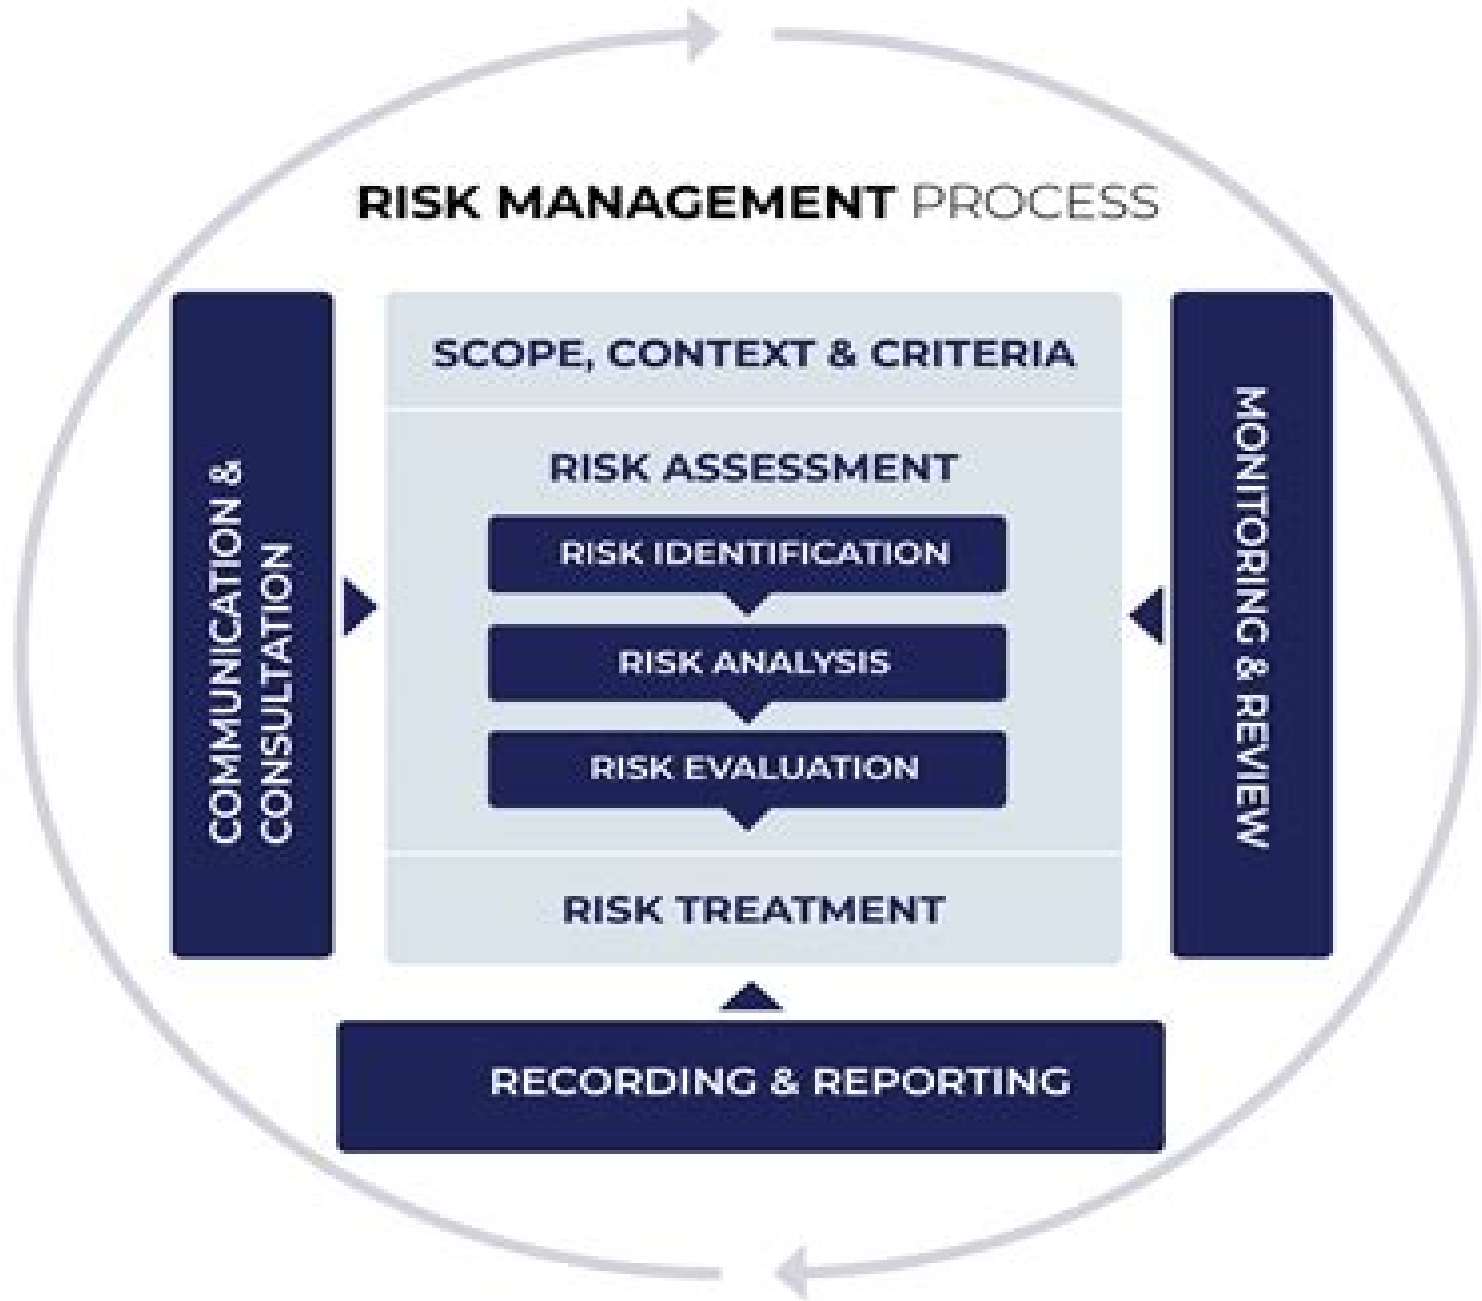 RISK MANAGEMENT PROCESS
COMMUNICATION &
CONSULTATION
SCOPE, CONTEXT & CRITERIA
RISK ASSESSMENT
RISK IDENTIFICATION
RISK ANALYSIS
RISK EVALUATION
RISK TREATMENT
MONITORING & REVIEW
RECORDING & REPORTING